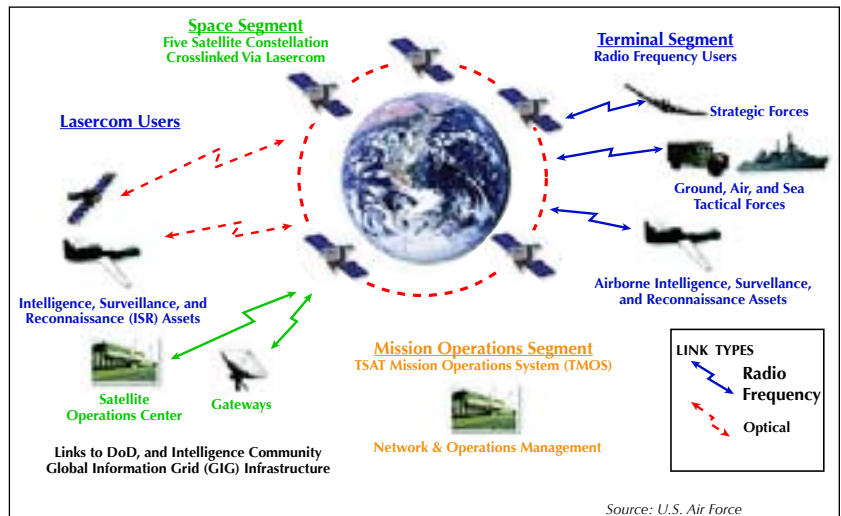 Space Segment
Five Satellite Constellation
Crosslinked Via Lasercom
Terminal Segment
Radio Frequency Users
Lasercom Users
Strategic Forces
Ground, Air, and Sea
Tactical Forces
Intelligence, Surveillance, and
Reconnaissance (ISR) Assets
Airborne Intelligence, Survellance,
and Reconnaissance Assets
Satellite
Operations Center
Gateways
Mission Operations Segment
TSAT Mission Operations System (TMOS)
Network & Operations Management
Links to DoD, and Intelligence Community
Global Information Grid (GIG) Infrastructure
LINK TYPES
Radio
Frequency
Optical
Source: U.S. Air Force